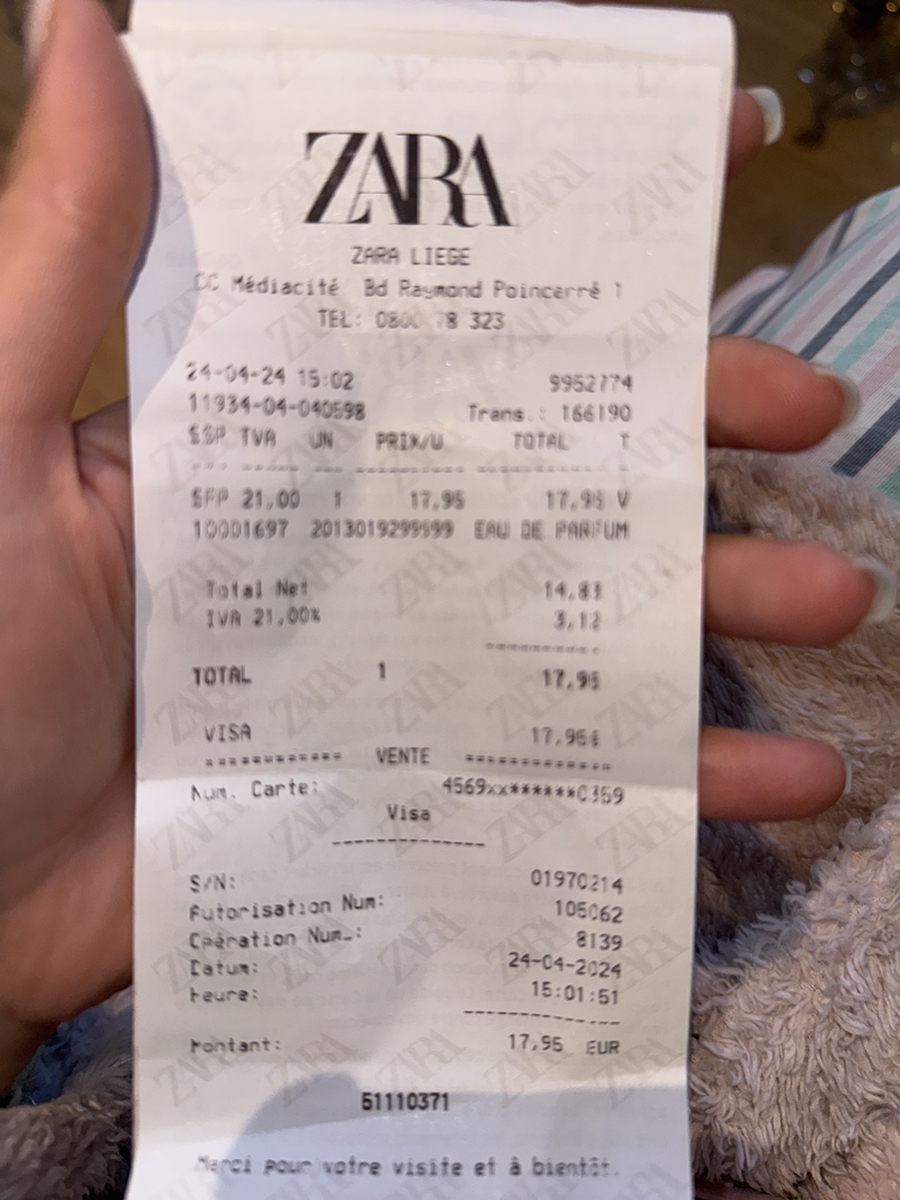 ZARA
ZARA LIEGE
CC Médiacité Bd Raymond Poincerré 1
TEL: 0800 78 323
24-04-24 15:02 9952774
11934-04-040598 Trans.: 166190
SSP TVA UN PRIX/U TOTAL T
SFP 21,00 1 17,95 17,95 V
10001697 2013019299999 EAU DE PARFUM
Total Net 14,83
IVA 21,00% 3,12
TOTAL 1 17,95
VISA 17,95€
************ VENTE *************
Num. Carte: 4569xx******0359
Visa
S/N: 01970214
Autorisation Num: 105062
Opération Num.: 8139
Datum: 24-04-2024
Heure: 15:01:51
Montant: 17,95 EUR
51110371
Merci pour votre visite et à bientôt.